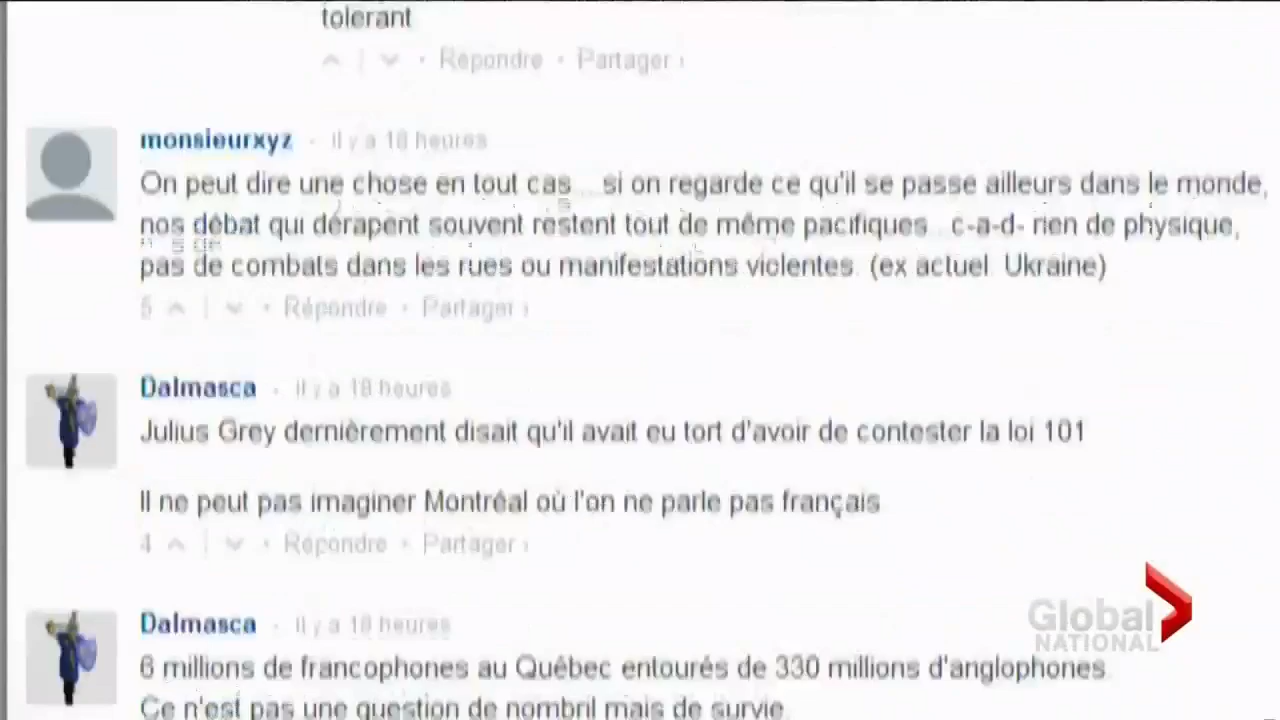 tolerant
Répondre • Partager ›
monsieurxyz • il y a 18 heures
On peut dire une chose en tout cas....si on regarde ce qu'il se passe ailleurs dans le monde,
nos débat qui dérapent souvent restent tout de même pacifiques...c-a-d- rien de physique,
pas de combats dans les rues ou manifestations violentes. (ex actuel: Ukraine)
5 • Répondre • Partager ›
Dalmasca • il y a 18 heures
Julius Grey dernièrement disait qu'il avait eu tort d'avoir de contester la loi 101
Il ne peut pas imaginer Montréal où l'on ne parle pas français
4 • Répondre • Partager ›
Dalmasca • il y a 18 heures
6 millions de francophones au Québec entourés de 330 millions d'anglophones.
Ce n'est pas une question de nombril mais de survie.
Global
NATIONAL